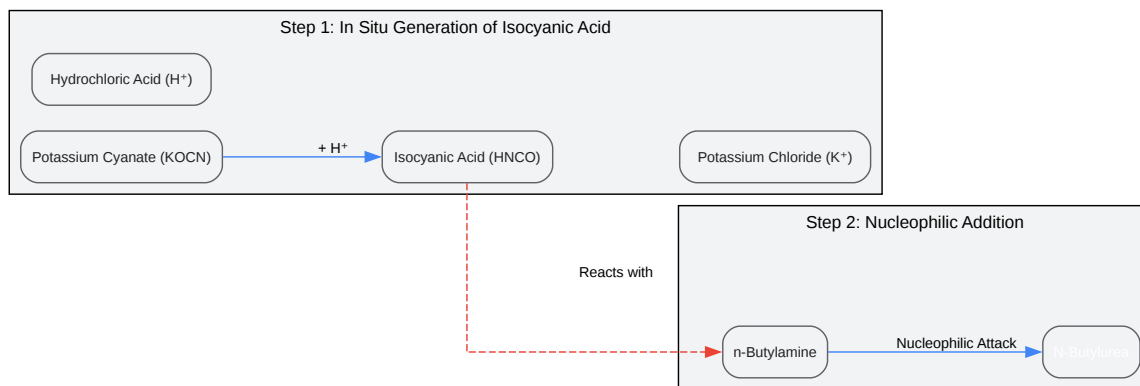 Step 1: In Situ Generation of Isocyanic Acid
Hydrochloric Acid (H⁺)
Potassium Cyanate (KOCN)
+ H⁺
Isocyanic Acid (HNCO)
Potassium Chloride (K⁺)
Step 2: Nucleophilic Addition
Reacts with
n-Butylamine
Nucleophilic Attack
N-Butylurea